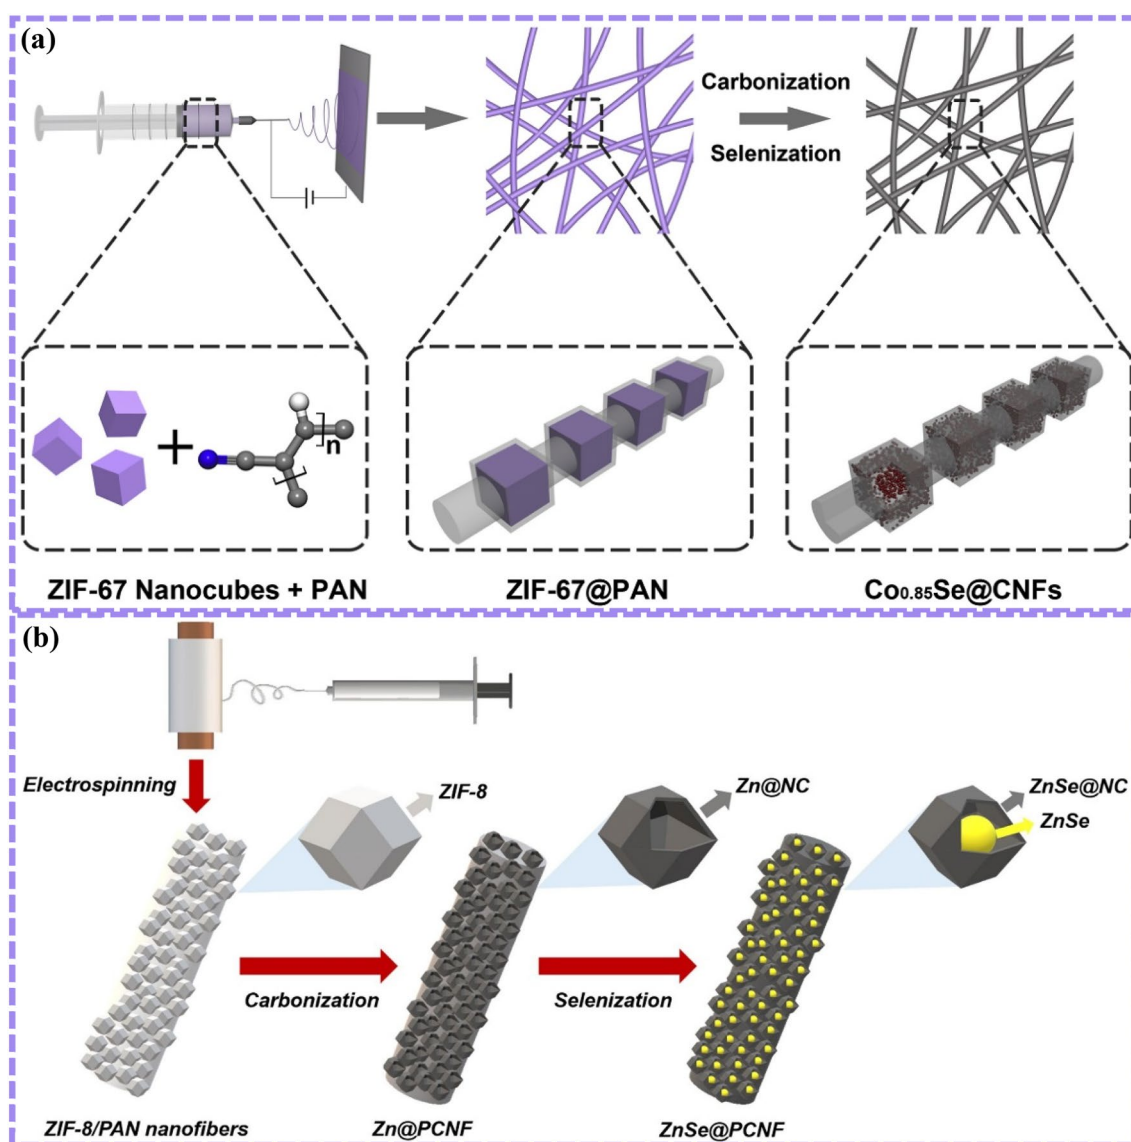 (a)
Carbonization
Selenization
n
ZIF-67 Nanocubes + PAN
ZIF-67@PAN
Co0.85Se@CNFs
(b)
Electrospinning
ZIF-8
Zn@NC
ZnSe@NC
ZnSe
Carbonization
Selenization
ZIF-8/PAN nanofibers
Zn@PCNF
ZnSe@PCNF